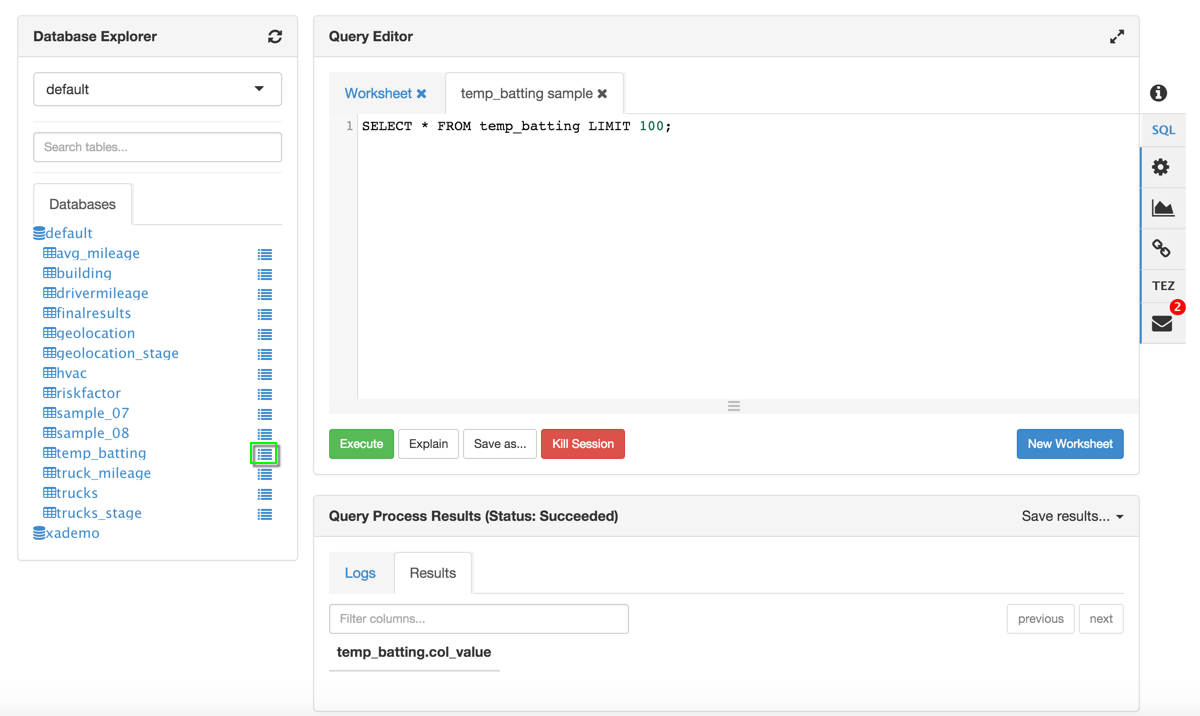 Database Explorer
default
Search tables...
Databases
default
avg_mileage
building
drivermileage
finalresults
geolocation
geolocation_stage
hvac
riskfactor
sample_07
sample_08
temp_batting
truck_mileage
trucks
trucks_stage
xademo
Query Editor
Worksheet
temp_batting sample
1 SELECT * FROM temp_batting LIMIT 100;
Execute Explain Save as... Kill Session New Worksheet
SQL
TEZ
2
Query Process Results (Status: Succeeded) Save results...
Logs Results
Filter columns... previous next
temp_batting.col_value